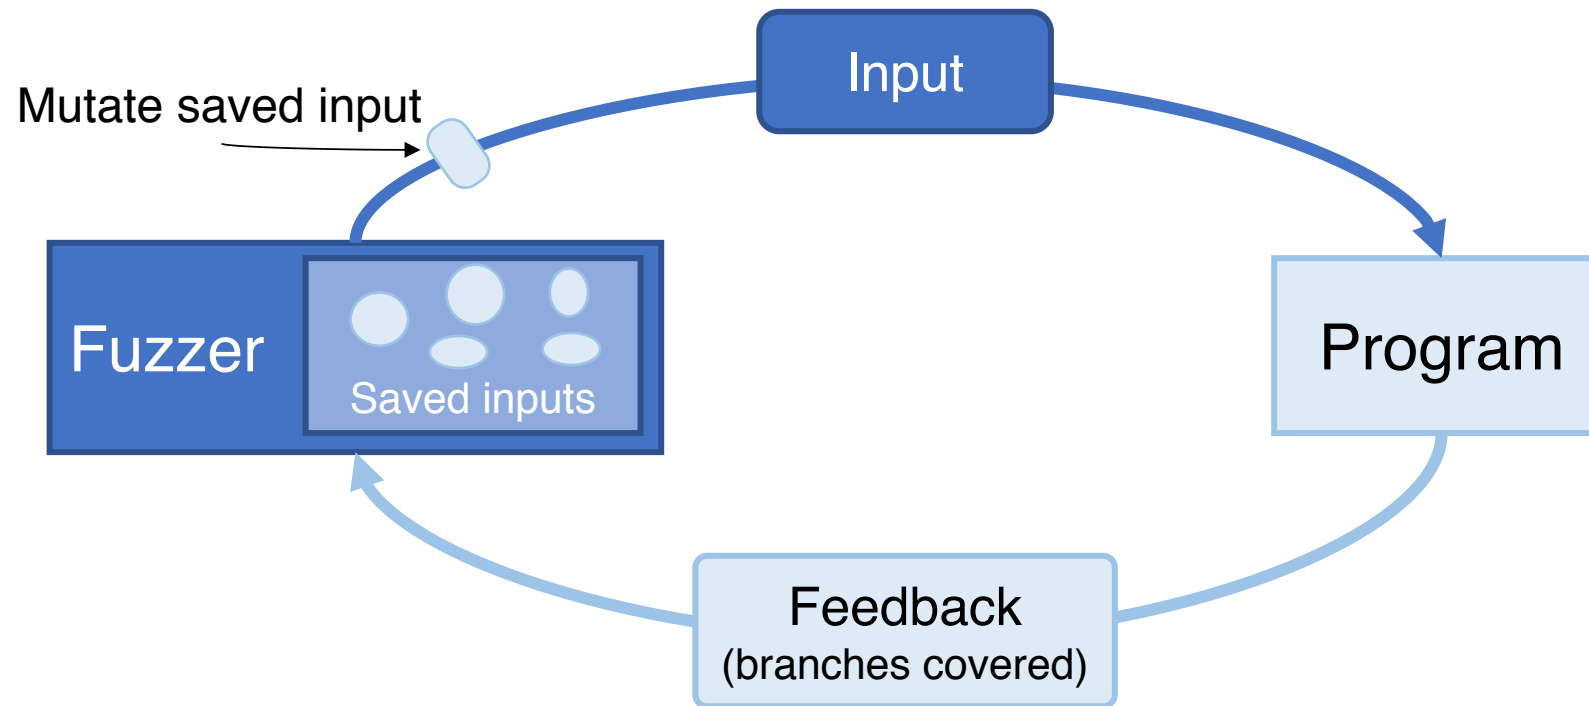 Input
Mutate saved input
Fuzzer
Saved inputs
Program
Feedback
(branches covered)